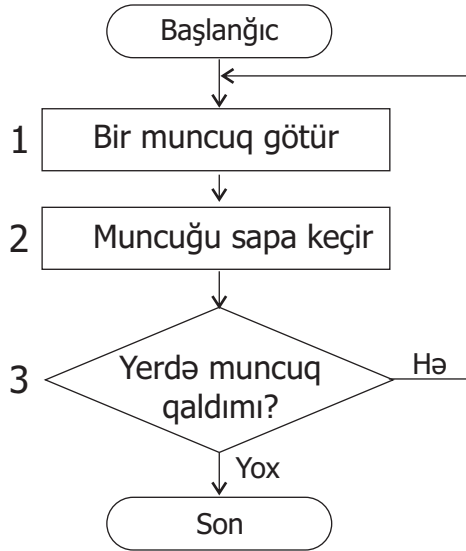 Başlanğıc
1 Bir muncuq götür
2 Muncuğu sapa keçir
3 Yerdə muncuq
qaldımı?
Hə
Yox
Son